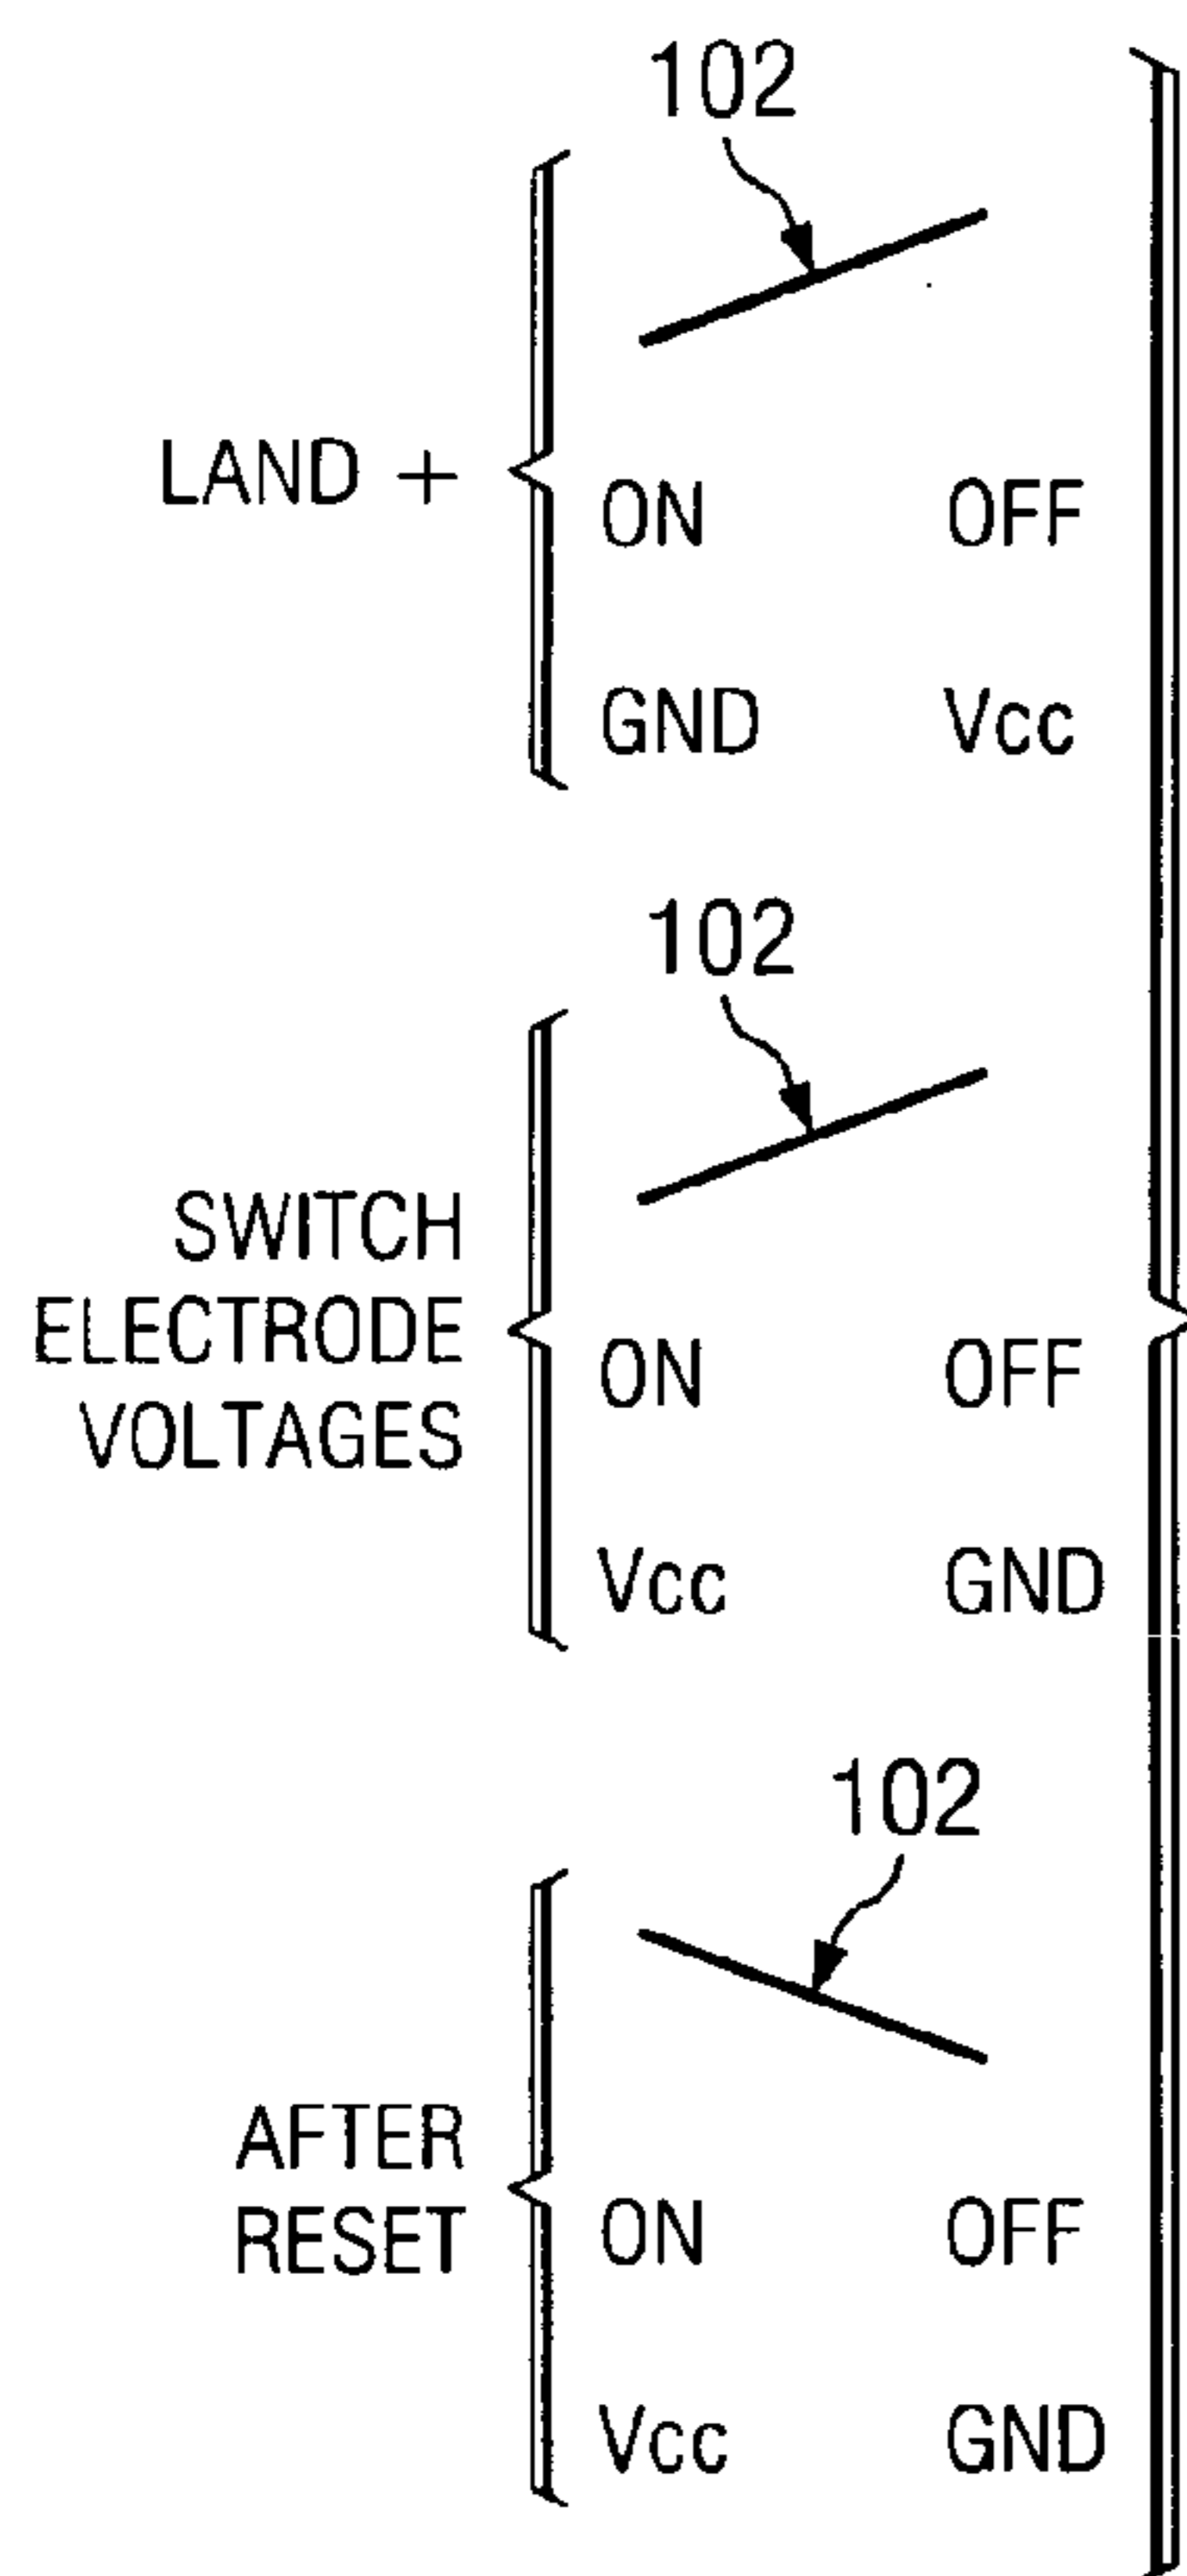 102
LAND +
ON OFF
GND Vcc
102
SWITCH
ELECTRODE
VOLTAGES
ON OFF
Vcc GND
102
AFTER
RESET
ON OFF
Vcc GND